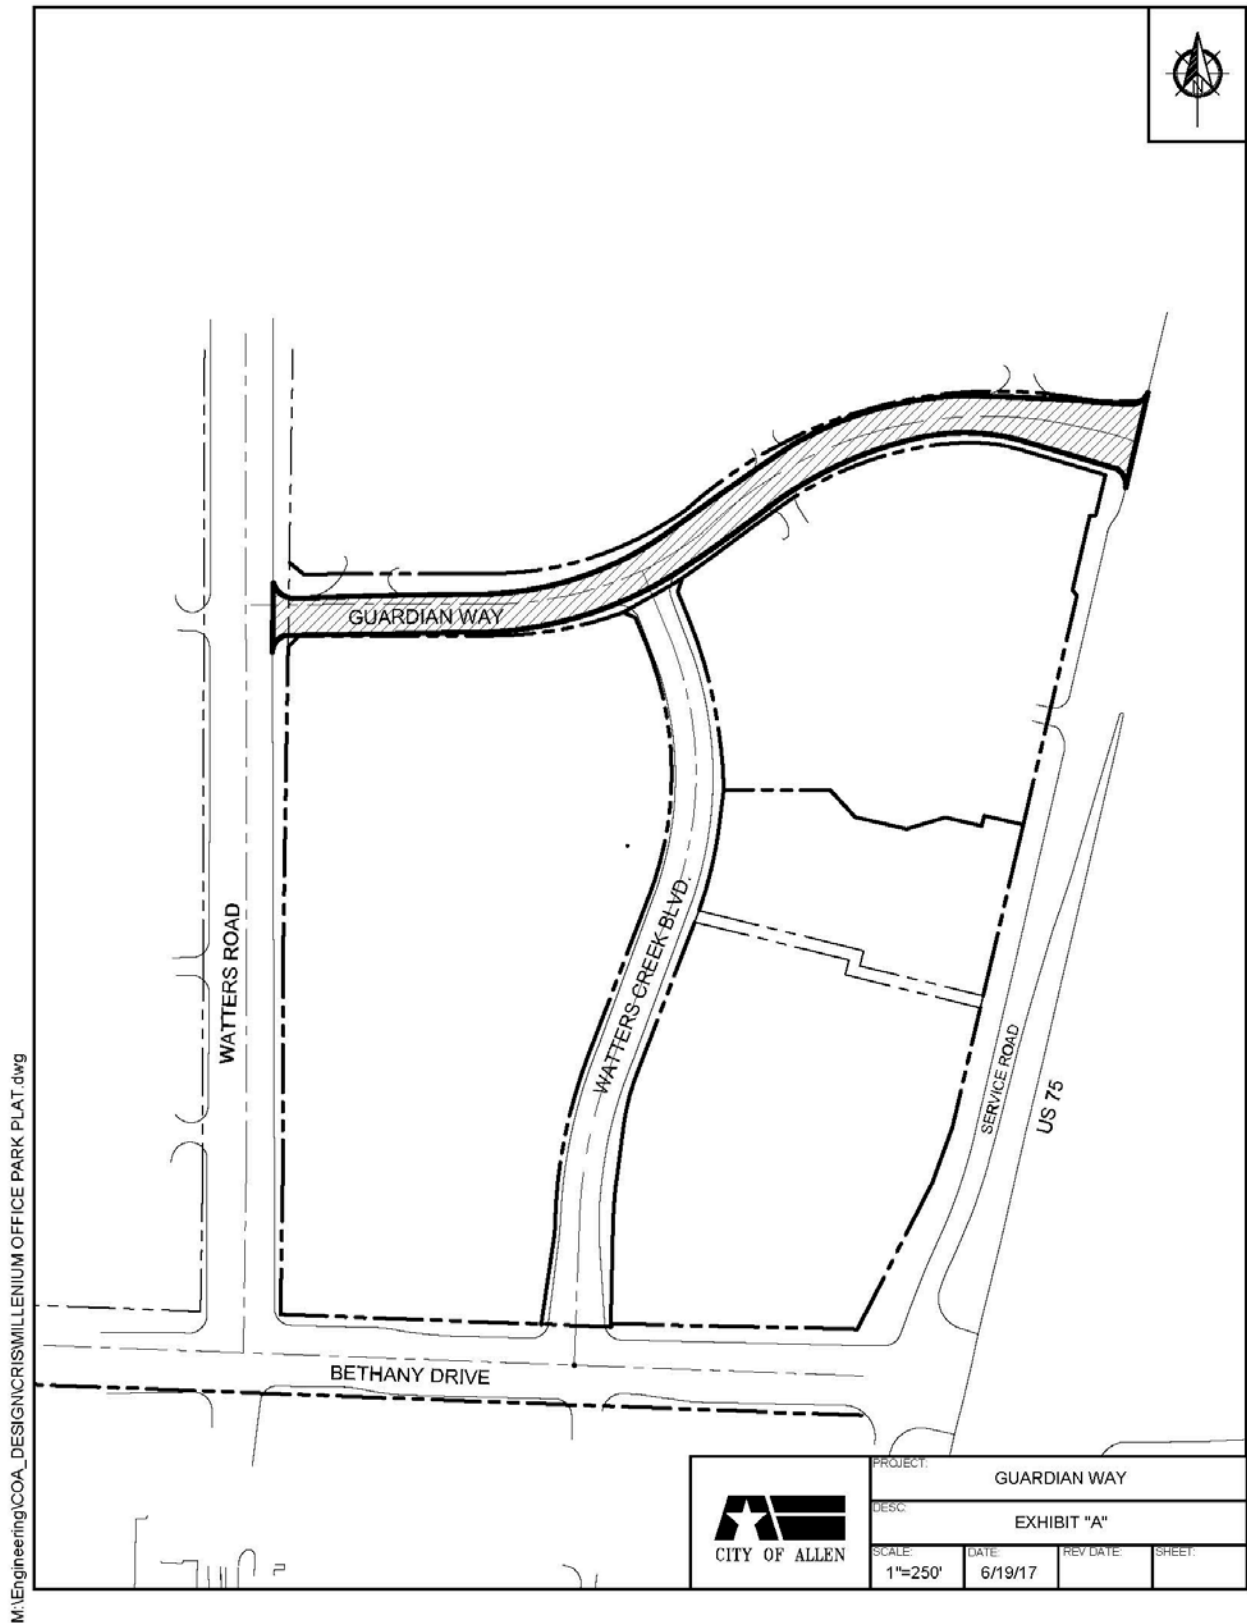 N
GUARDIAN WAY
WATTERS ROAD
WATTERS CREEK BLVD.
SERVICE ROAD
US 75
BETHANY DRIVE
M:\Engineering\COA_DESIGN\CRIS\MILLENIUM OFFICE PARK PLAT.dwg
CITY OF ALLEN
PROJECT:
GUARDIAN WAY
DESC:
EXHIBIT "A"
SCALE:
1"=250'
DATE:
6/19/17
REV DATE:
SHEET: